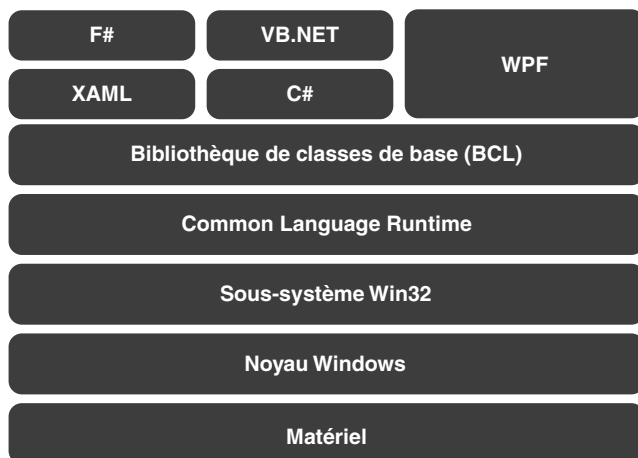 F#
VB.NET
WPF
XAML
C#
Bibliothèque de classes de base (BCL)
Common Language Runtime
Sous-système Win32
Noyau Windows
Matériel